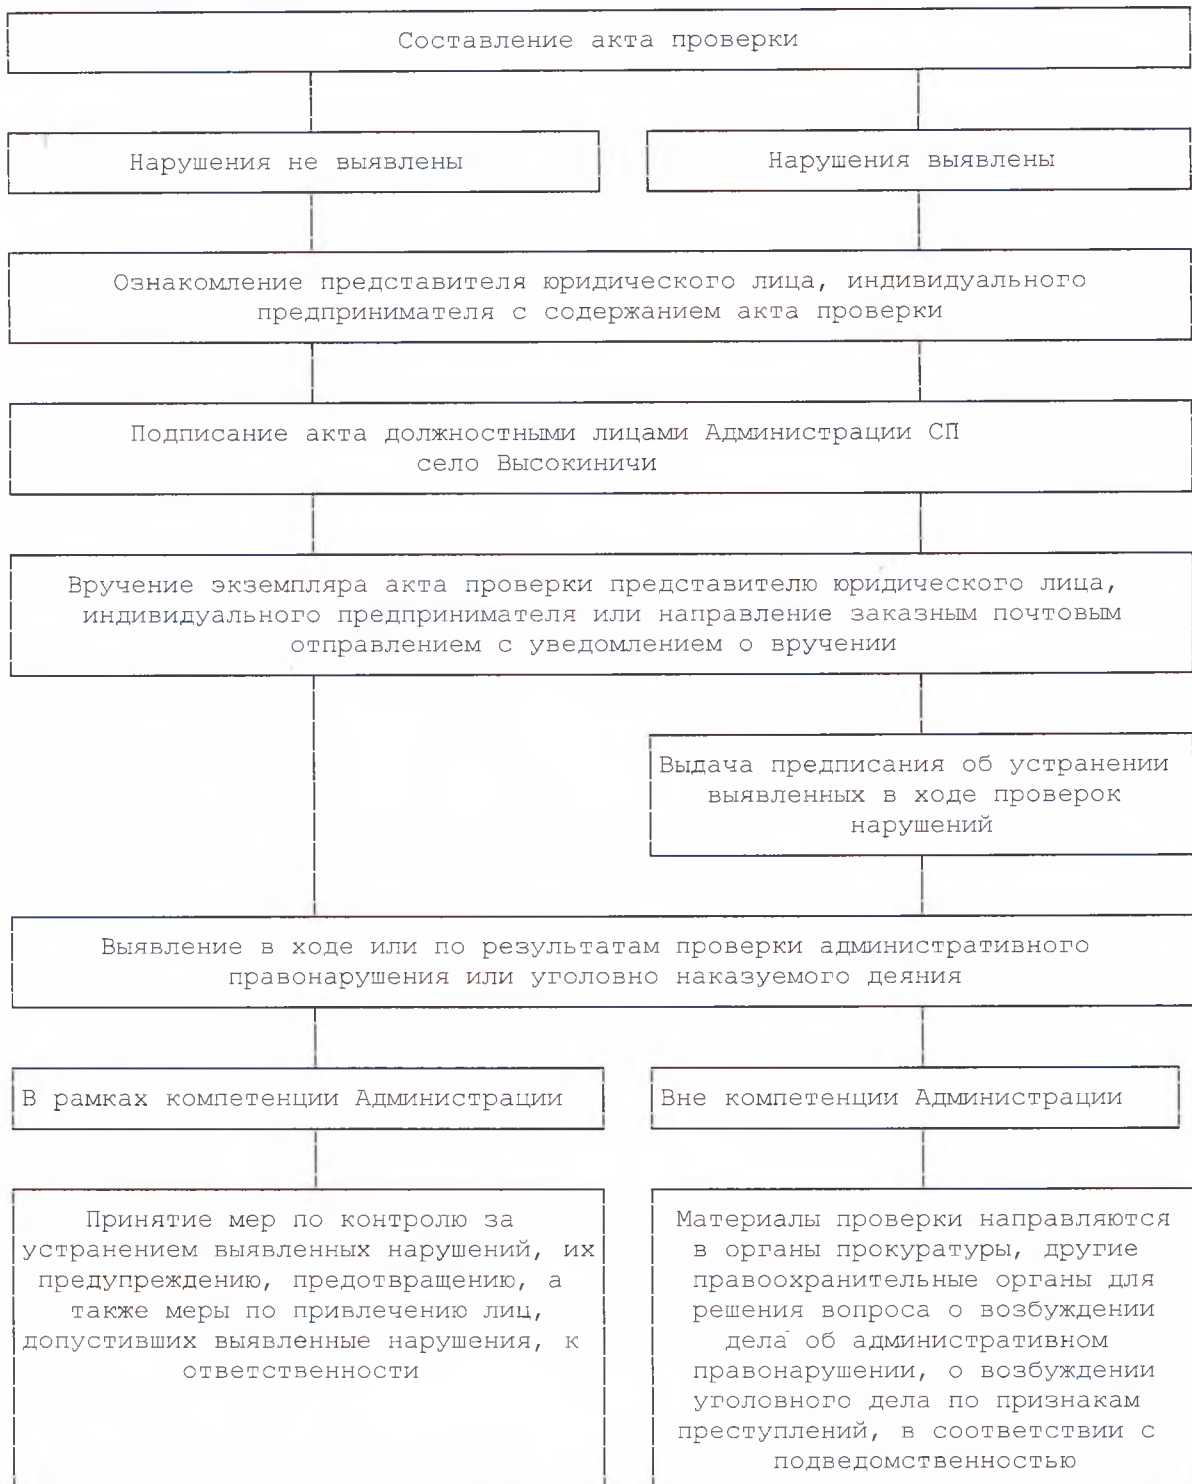 Составление акта проверки
Нарушения не выявлены
Нарушения выявлены
Ознакомление представителя юридического лица, индивидуального
предпринимателя с содержанием акта проверки
Подписание акта должностными лицами Администрации СП
село Высокиничи
Вручение экземпляра акта проверки представителю юридического лица,
индивидуального предпринимателя или направление заказным почтовым
отправлением с уведомлением о вручении
Выдача предписания об устранении
выявленных в ходе проверок
нарушений
Выявление в ходе или по результатам проверки административного
правонарушения или уголовно наказуемого деяния
В рамках компетенции Администрации
Вне компетенции Администрации
Принятие мер по контролю за
устранением выявленных нарушений, их
предупреждению, предотвращению, а
также меры по привлечению лиц,
допустивших выявленные нарушения, к
ответственности
Материалы проверки направляются
в органы прокуратуры, другие
правоохранительные органы для
решения вопроса о возбуждении
дела об административном
правонарушении, о возбуждении
уголовного дела по признакам
преступлений, в соответствии с
подведомственностью